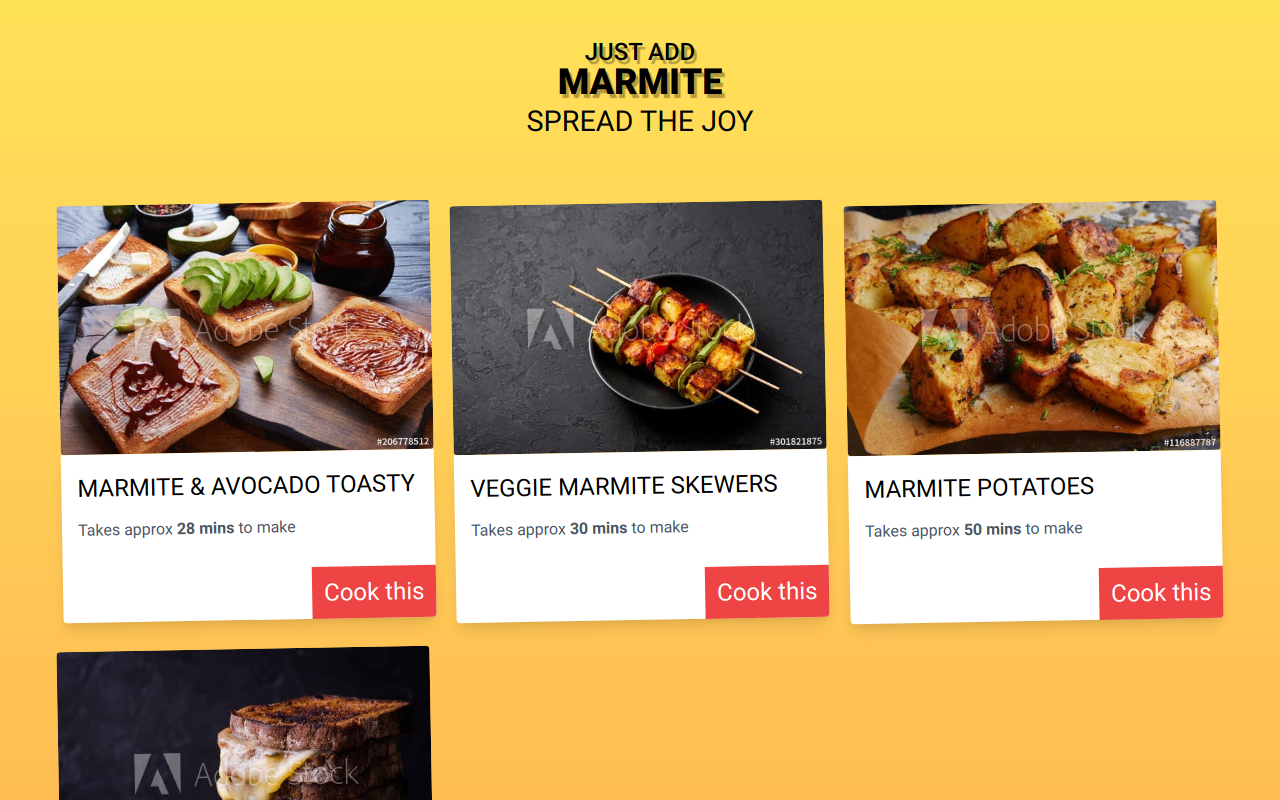 JUST ADD
MARMITE
SPREAD THE JOY
Adobe Stock
#206778512
MARMITE & AVOCADO TOASTY
Takes approx 28 mins to make
Cook this
Adobe Stock
#301821875
VEGGIE MARMITE SKEWERS
Takes approx 30 mins to make
Cook this
Adobe Stock
#116887787
MARMITE POTATOES
Takes approx 50 mins to make
Cook this
Adobe Stock